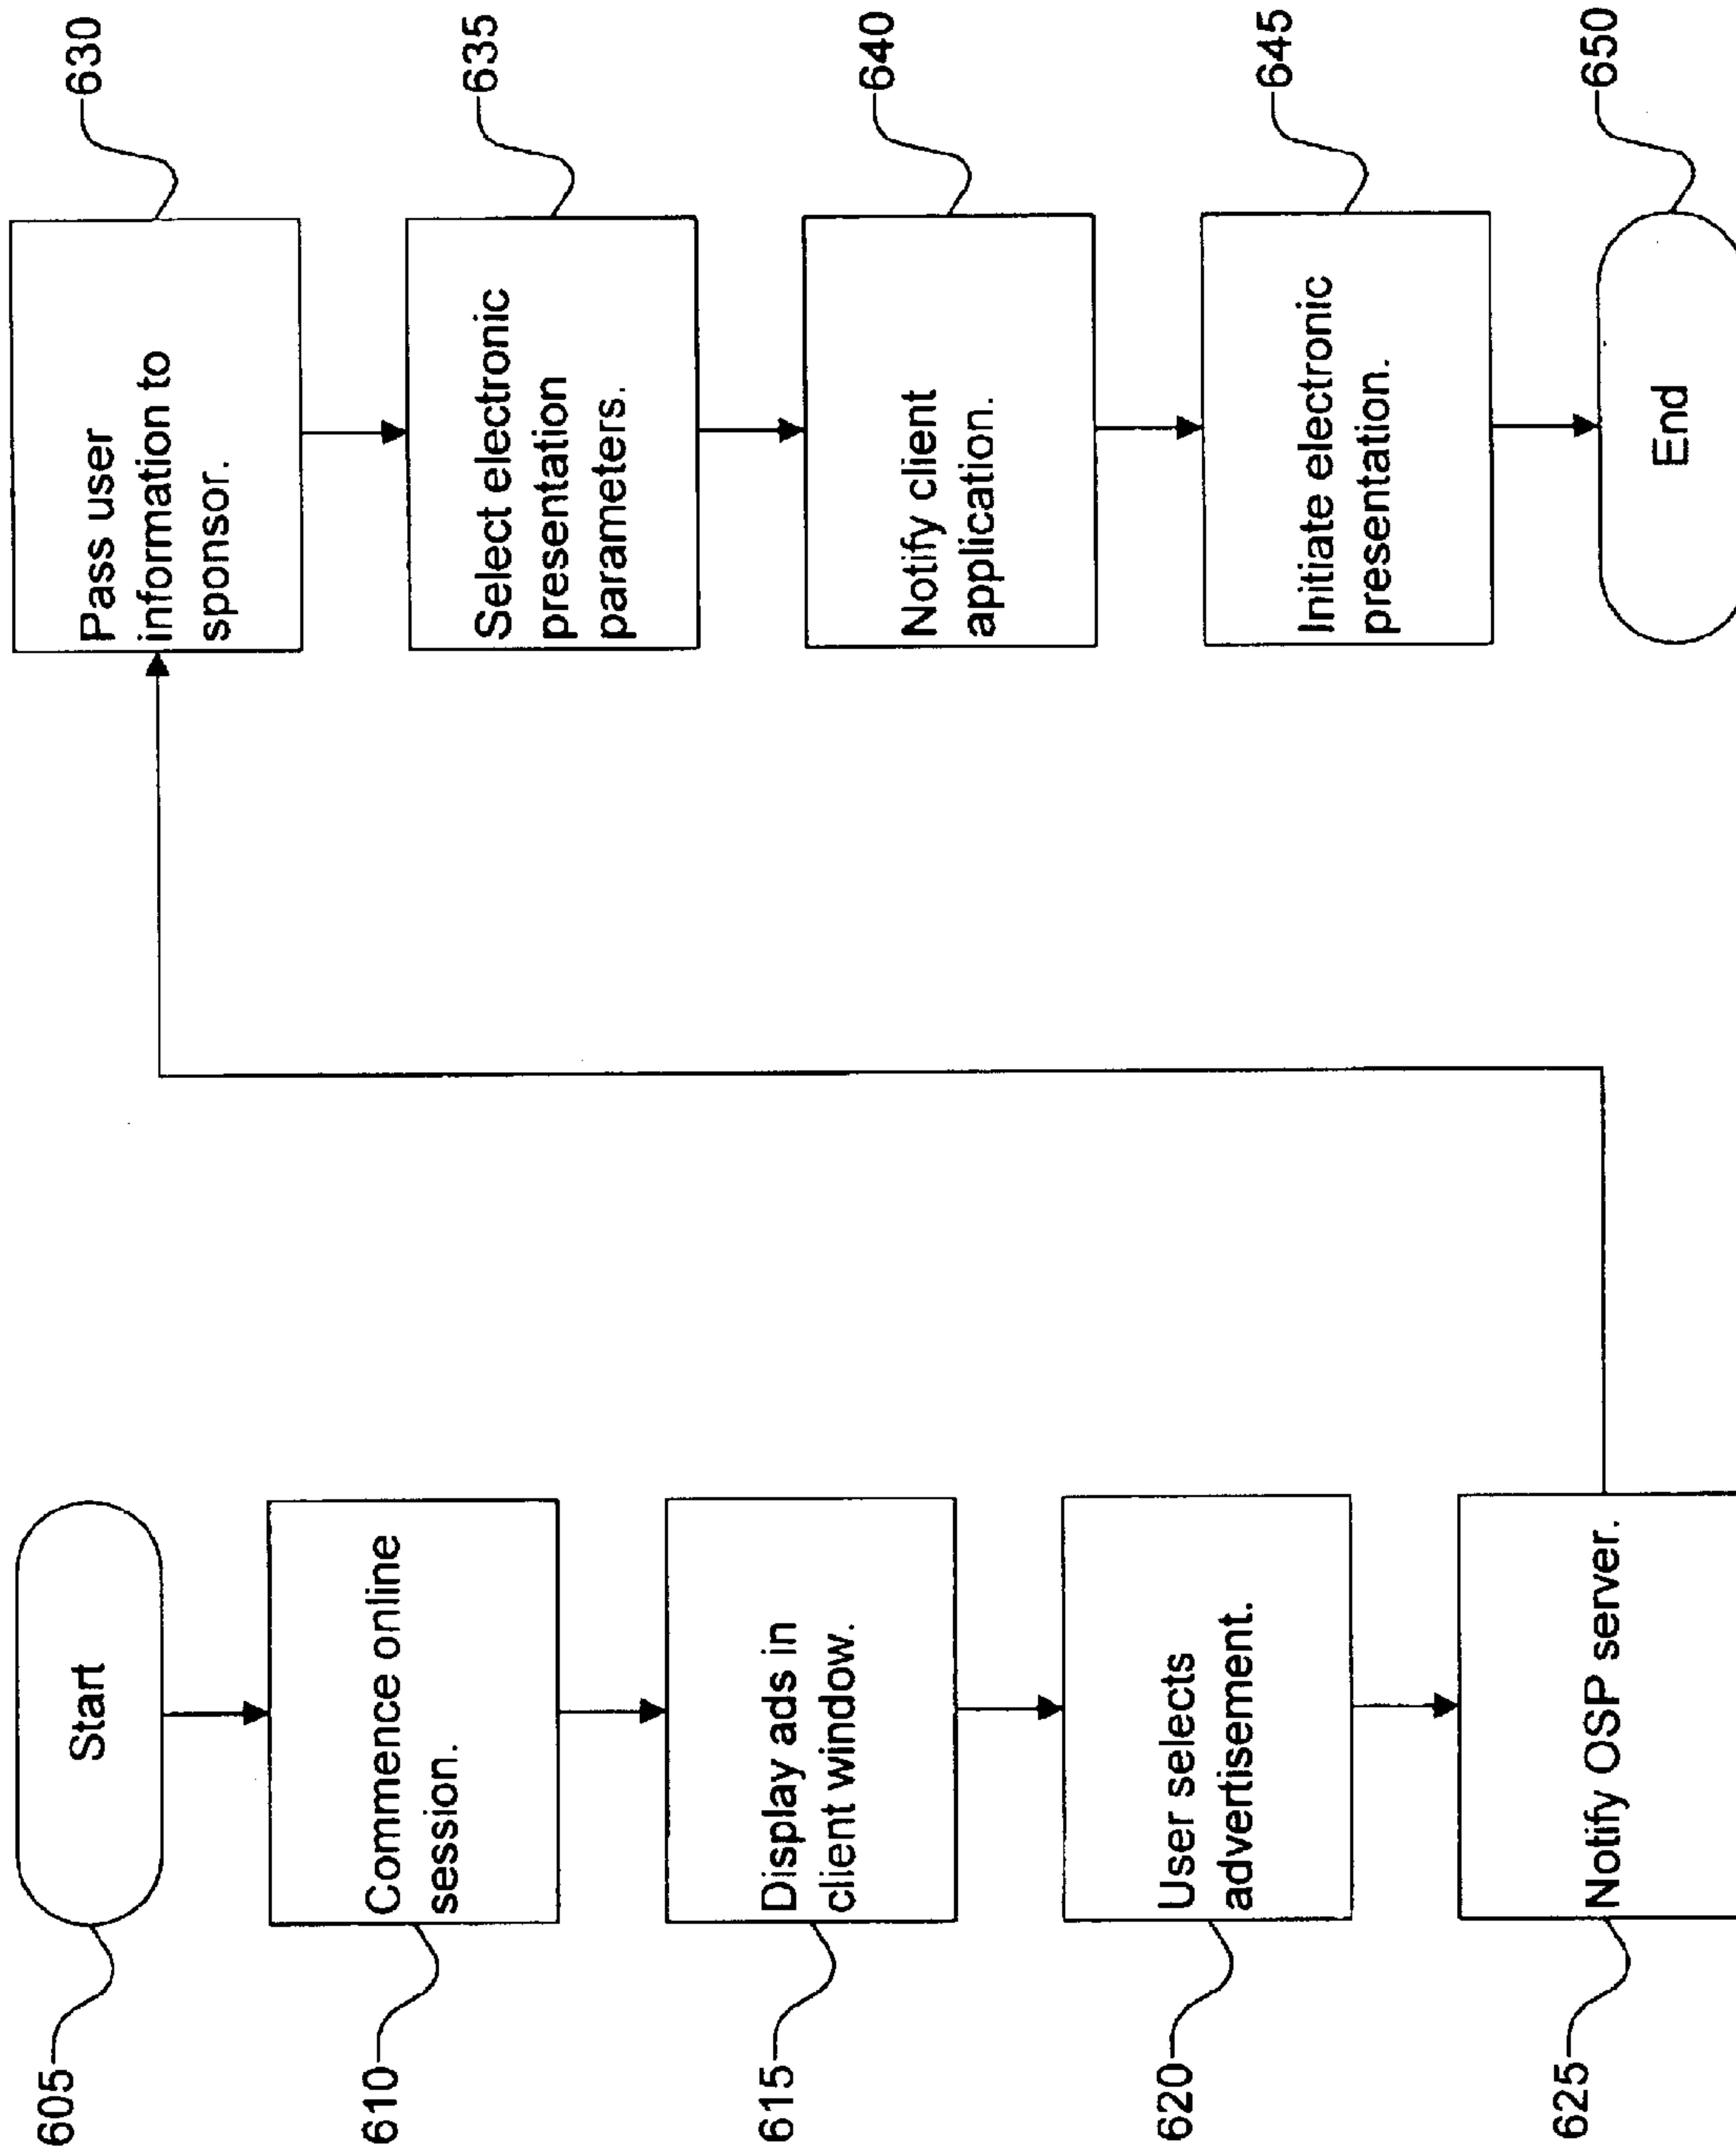 605
Start
610
Commence online
session.
615
Display ads in
client window.
620
User selects
advertisement.
625
Notify OSP server.
630
Pass user
information to
sponsor.
635
Select electronic
presentation
parameters.
640
Notify client
application.
645
Initiate electronic
presentation.
650
End